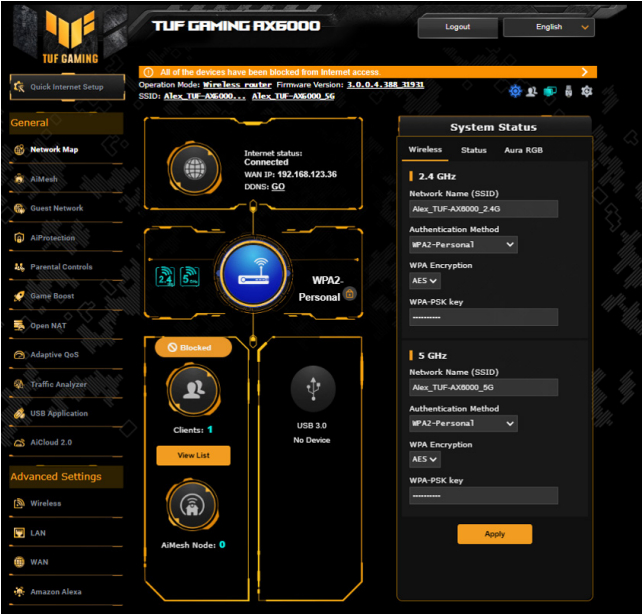 TUF GAMING
TUF GAMING AX6000
Logout
English
Quick Internet Setup
All of the devices have been blocked from Internet access.
Operation Mode: Wireless router Firmware Version: 3.0.0.4.388_31931
SSID: Alex_TUF-AX6000... Alex_TUF-AX6000_5G
General
Network Map
AiMesh
Guest Network
AiProtection
Parental Controls
Game Boost
Open NAT
Adaptive QoS
Traffic Analyzer
USB Application
AiCloud 2.0
Advanced Settings
Wireless
LAN
WAN
Amazon Alexa
Internet status:
Connected
WAN IP: 192.168.123.36
DDNS: GO
2.4
5
WPA2-
Personal
Blocked
Clients: 1
View List
AiMesh Node: 0
USB 3.0
No Device
System Status
Wireless Status Aura RGB
2.4 GHz
Network Name (SSID)
Alex_TUF-AX6000_2.4G
Authentication Method
WPA2-Personal
WPA Encryption
AES
WPA-PSK key
5 GHz
Network Name (SSID)
Alex_TUF-AX6000_5G
Authentication Method
WPA2-Personal
WPA Encryption
AES
WPA-PSK key
Apply